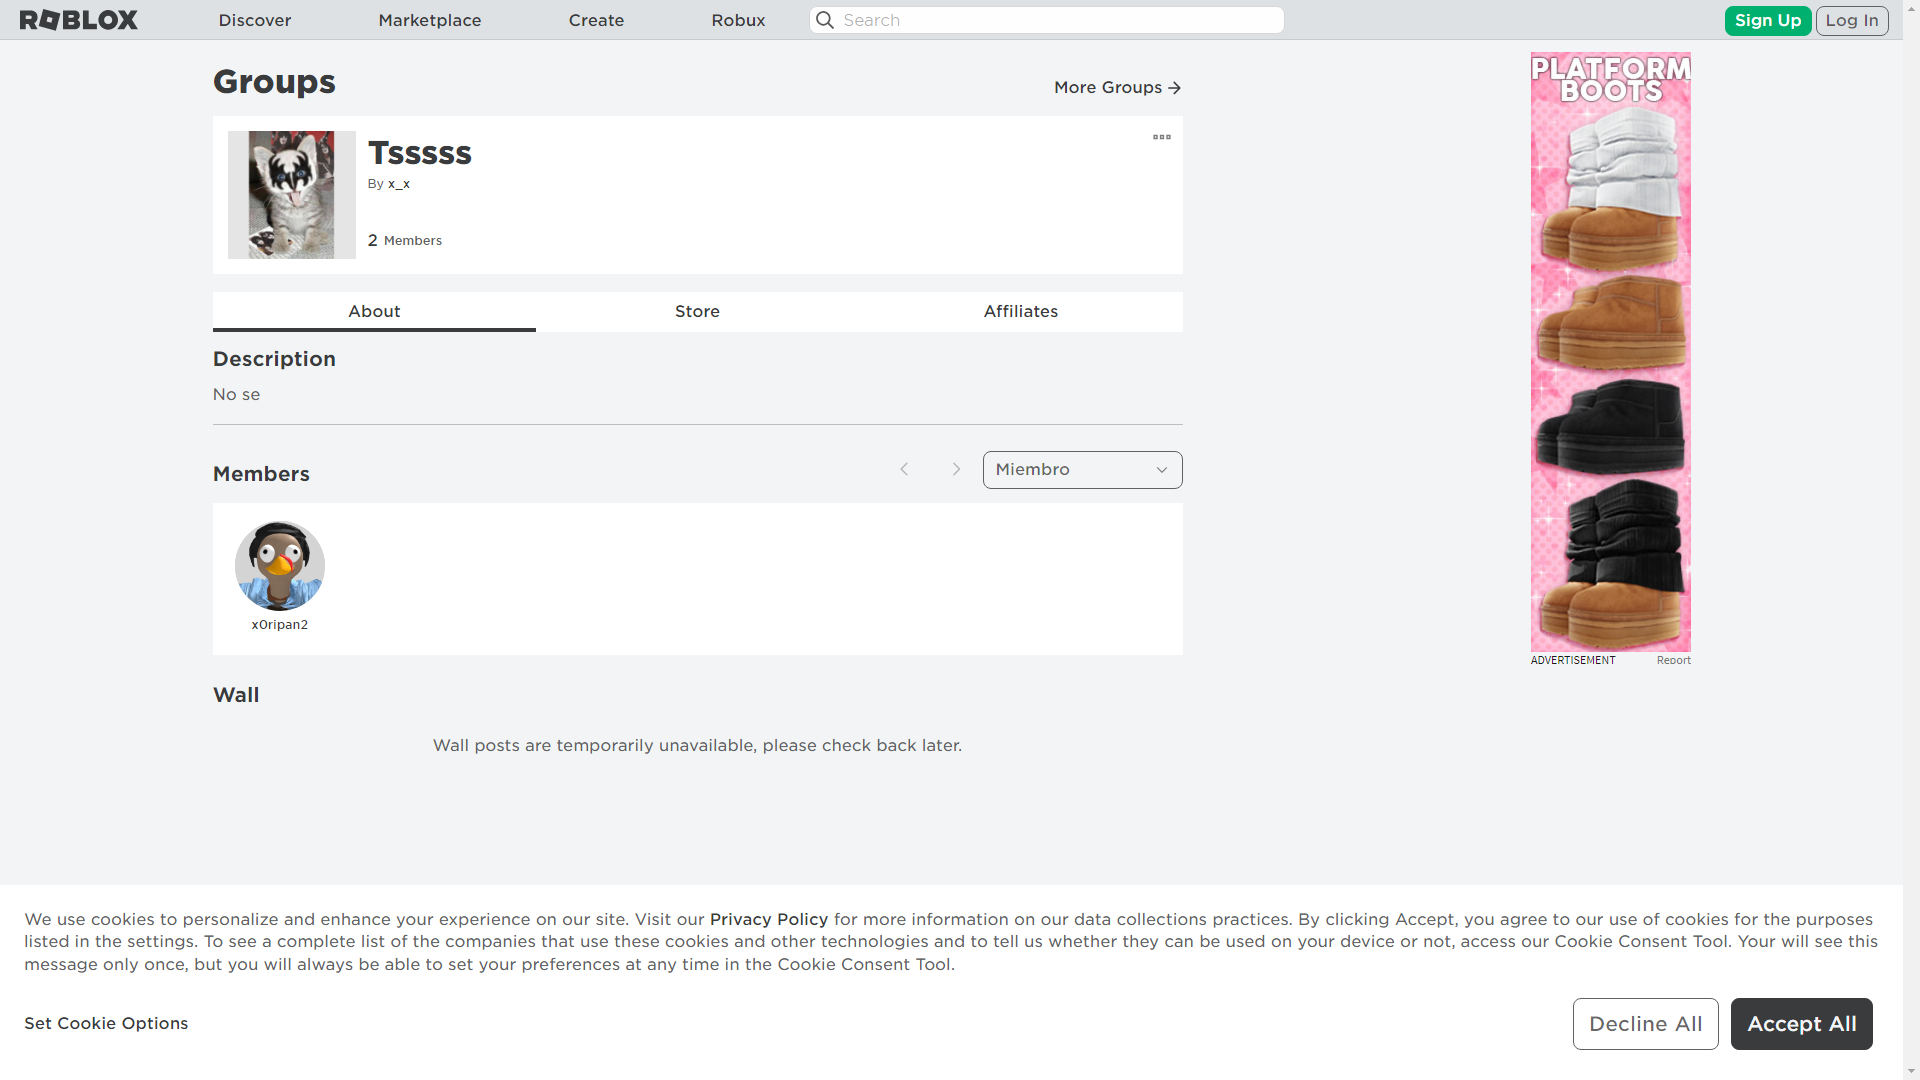 ROBLOX
Discover
Marketplace
Create
Robux
Search
Sign Up
Log In
Groups
More Groups
Tsssss
By x_x
2 Members
About
Store
Affiliates
Description
No se
Members
Miembro
x0ripan2
Wall
Wall posts are temporarily unavailable, please check back later.
PLATFORM
BOOTS
ADVERTISEMENT
Report
We use cookies to personalize and enhance your experience on our site. Visit our Privacy Policy for more information on our data collections practices. By clicking Accept, you agree to our use of cookies for the purposes
listed in the settings. To see a complete list of the companies that use these cookies and other technologies and to tell us whether they can be used on your device or not, access our Cookie Consent Tool. Your will see this
message only once, but you will always be able to set your preferences at any time in the Cookie Consent Tool.
Set Cookie Options
Decline All
Accept All